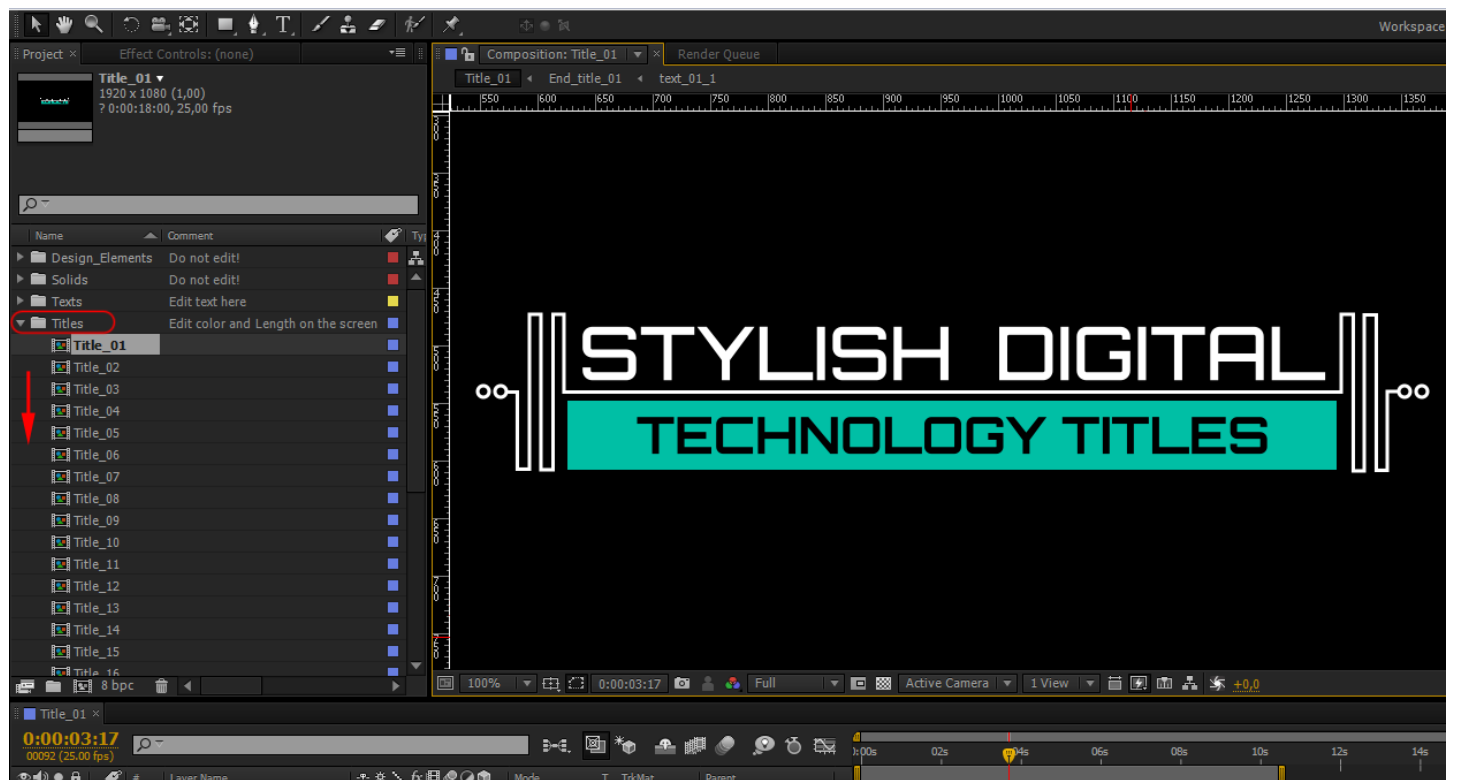 Workspace
Project × Effect Controls: (none)
Composition: Title_01 × Render Queue
Title_01
1920 x 1080 (1,00)
? 0:00:18:00, 25,00 fps
Title_01 End_title_01 text_01_1
550 600 650 700 750 800 850 900 950 1000 1050 1100 1150 1200 1250 1300 1350
Name Comment Typ
Design_Elements Do not edit!
Solids Do not edit!
Texts Edit text here
Titles Edit color and Length on the screen
Title_01
Title_02
Title_03
Title_04
Title_05
Title_06
Title_07
Title_08
Title_09
Title_10
Title_11
Title_12
Title_13
Title_14
Title_15
Title_16
STYLISH DIGITAL
TECHNOLOGY TITLES
8 bpc
100% 0:00:03:17 Full Active Camera 1 View +0,0
Title_01 ×
0:00:03:17
00092 (25.00 fps)
0:00s 02s 04s 06s 08s 10s 12s 14s
# Layer Name fx Mode T TrkMat Parent